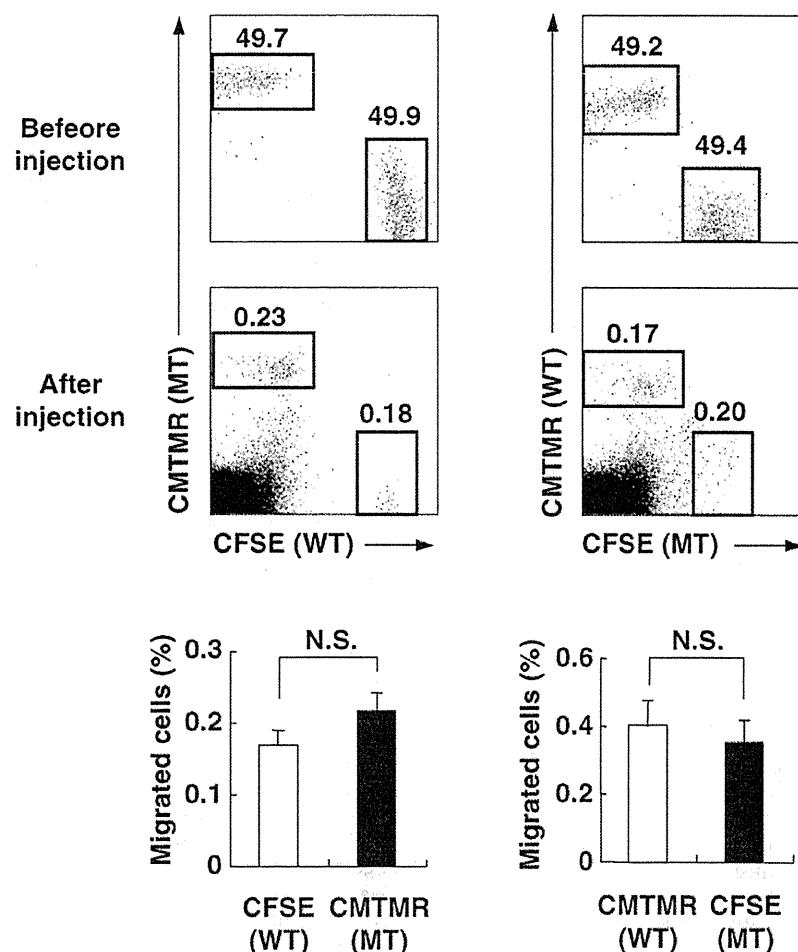 49.7
49.9
49.2
49.4
Befeore
injection
0.23
0.18
0.17
0.20
After
injection
CMTMR (MT)
CMTMR (WT)
CFSE (WT)
CFSE (MT)
Migrated cells (%)
0.3
0.2
0.1
0
N.S.
CFSE
(WT)
CMTMR
(MT)
Migrated cells (%)
0.6
0.4
0.2
0
N.S.
CMTMR
(WT)
CFSE
(MT)